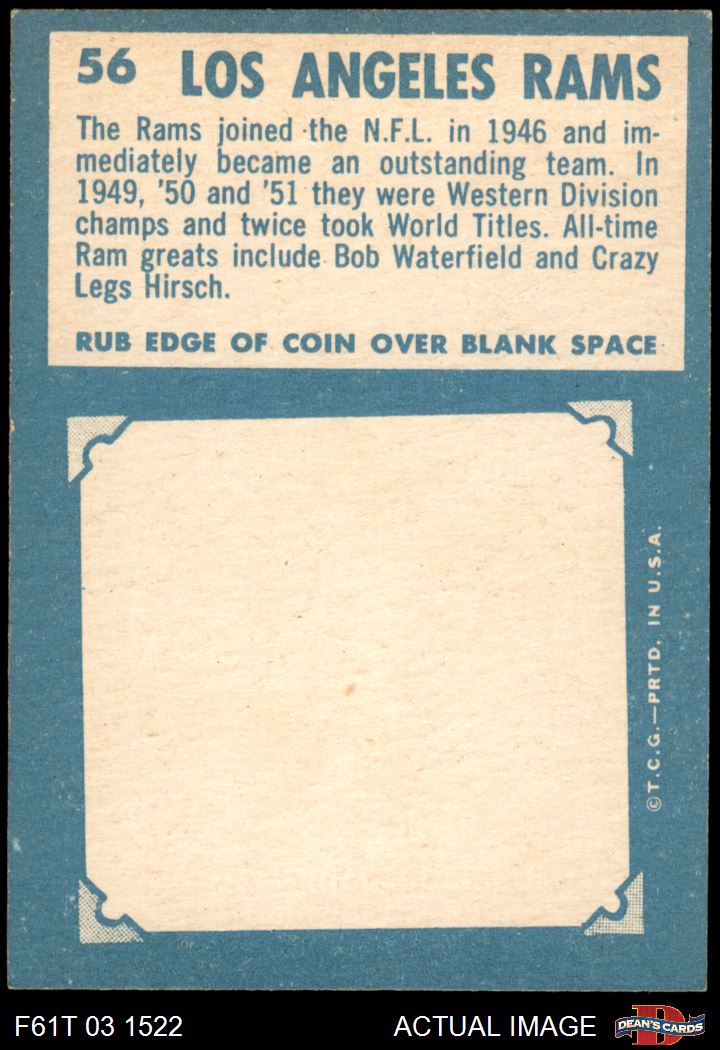 56 LOS ANGELES RAMS
The Rams joined the N.F.L. in 1946 and im-
mediately became an outstanding team. In
1949, '50 and '51 they were Western Division
champs and twice took World Titles. All-time
Ram greats include Bob Waterfield and Crazy
Legs Hirsch.
RUB EDGE OF COIN OVER BLANK SPACE
©T.C.G.—PRTD. IN U.S.A.
F61T 03 1522
ACTUAL IMAGE
D
DEAN'S CARDS